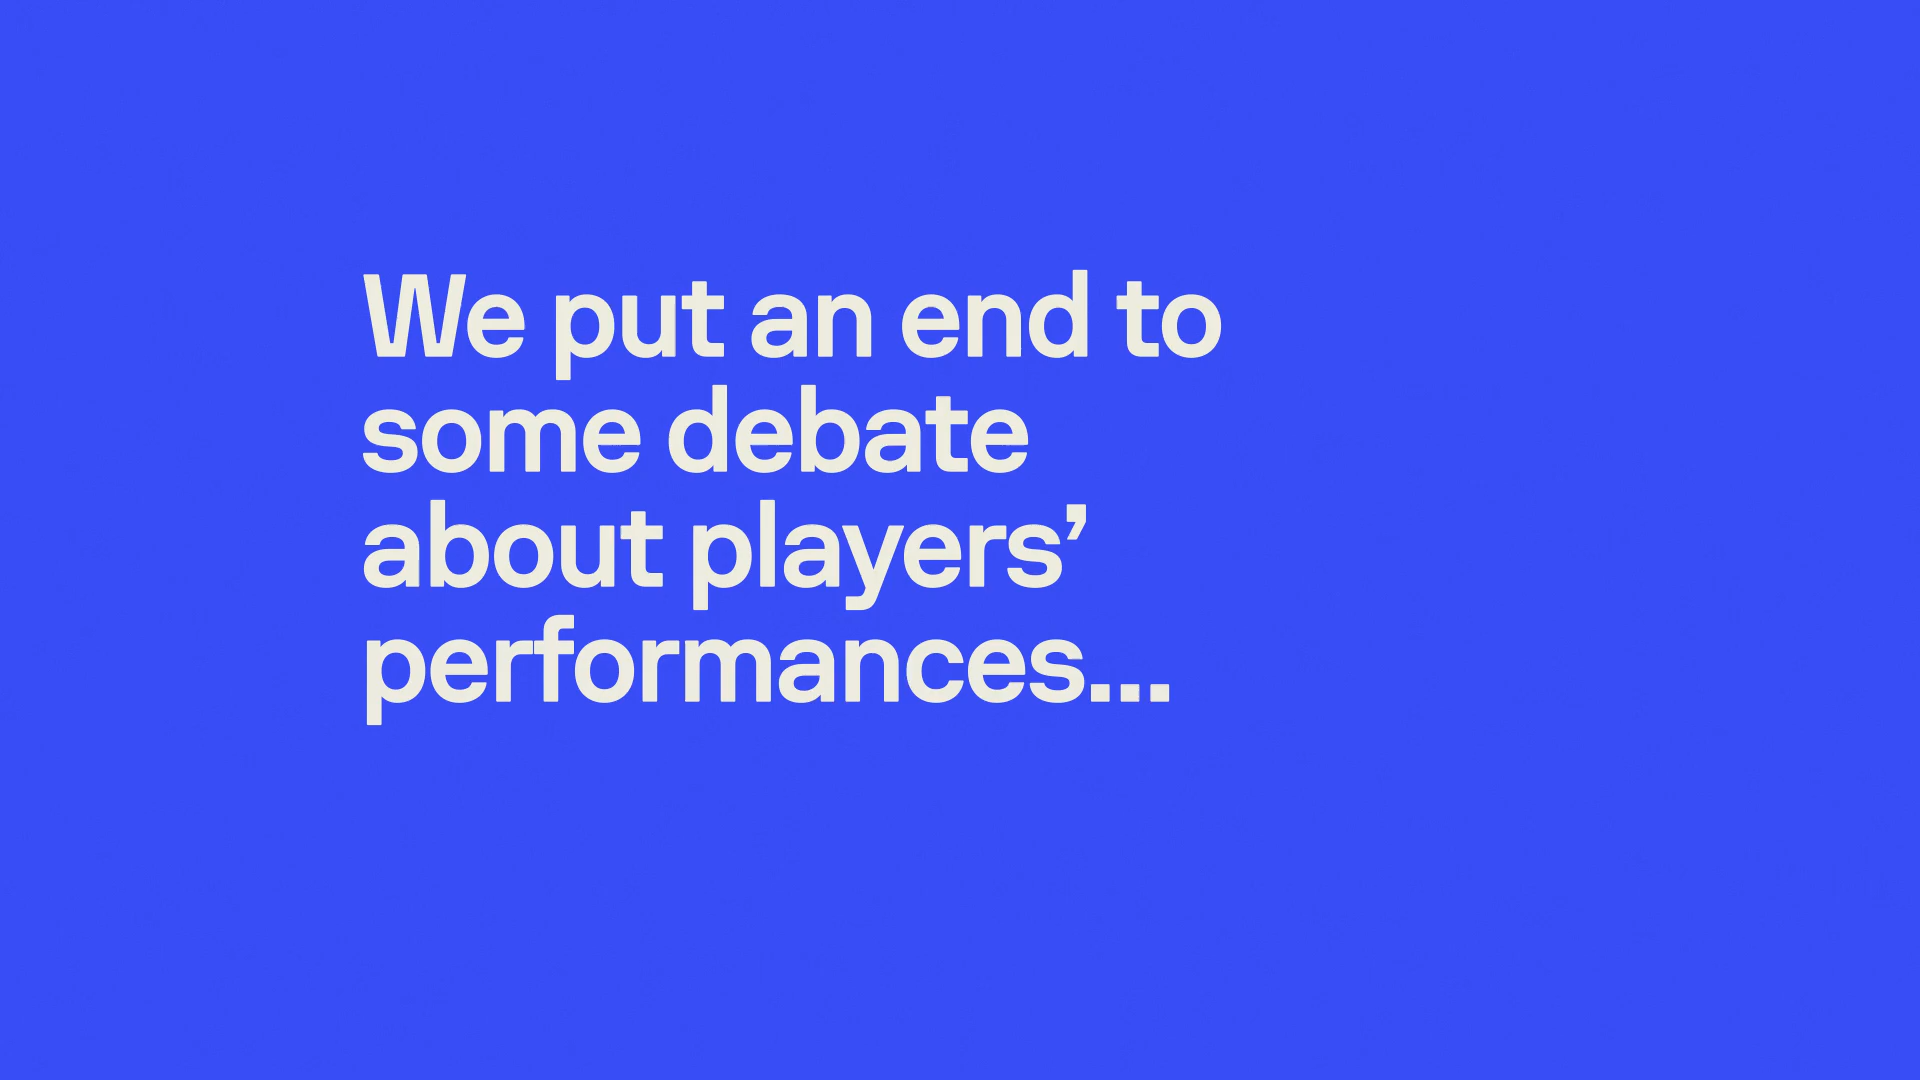 We put an end to
some debate
about players’
performances...